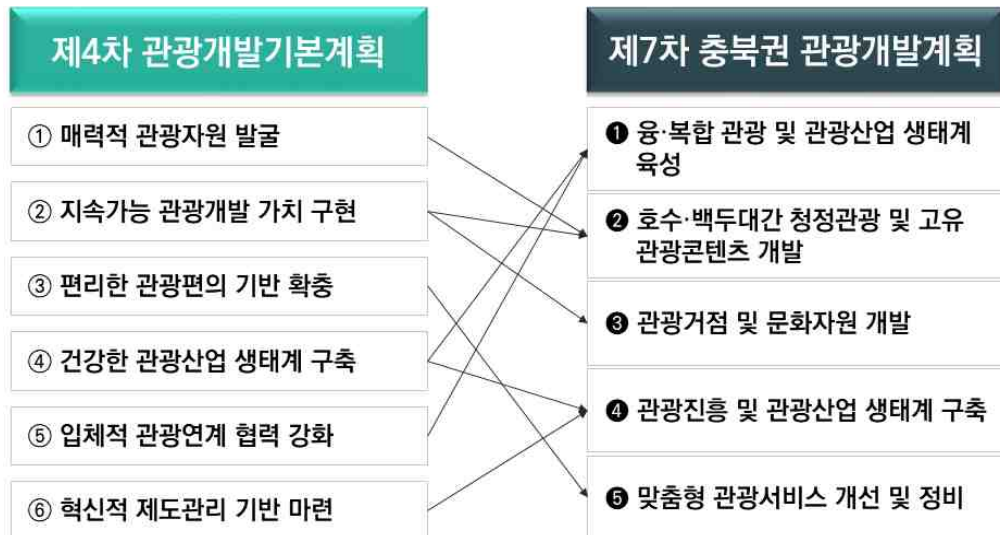 제4차 관광개발기본계획
① 매력적 관광자원 발굴
② 지속가능 관광개발 가치 구현
③ 편리한 관광편의 기반 확충
④ 건강한 관광산업 생태계 구축
⑤ 입체적 관광연계 협력 강화
⑥ 혁신적 제도관리 기반 마련
제7차 충북권 관광개발계획
❶ 융·복합 관광 및 관광산업 생태계
육성
❷ 호수·백두대간 청정관광 및 고유
관광콘텐츠 개발
❸ 관광거점 및 문화자원 개발
❹ 관광진흥 및 관광산업 생태계 구축
❺ 맞춤형 관광서비스 개선 및 정비